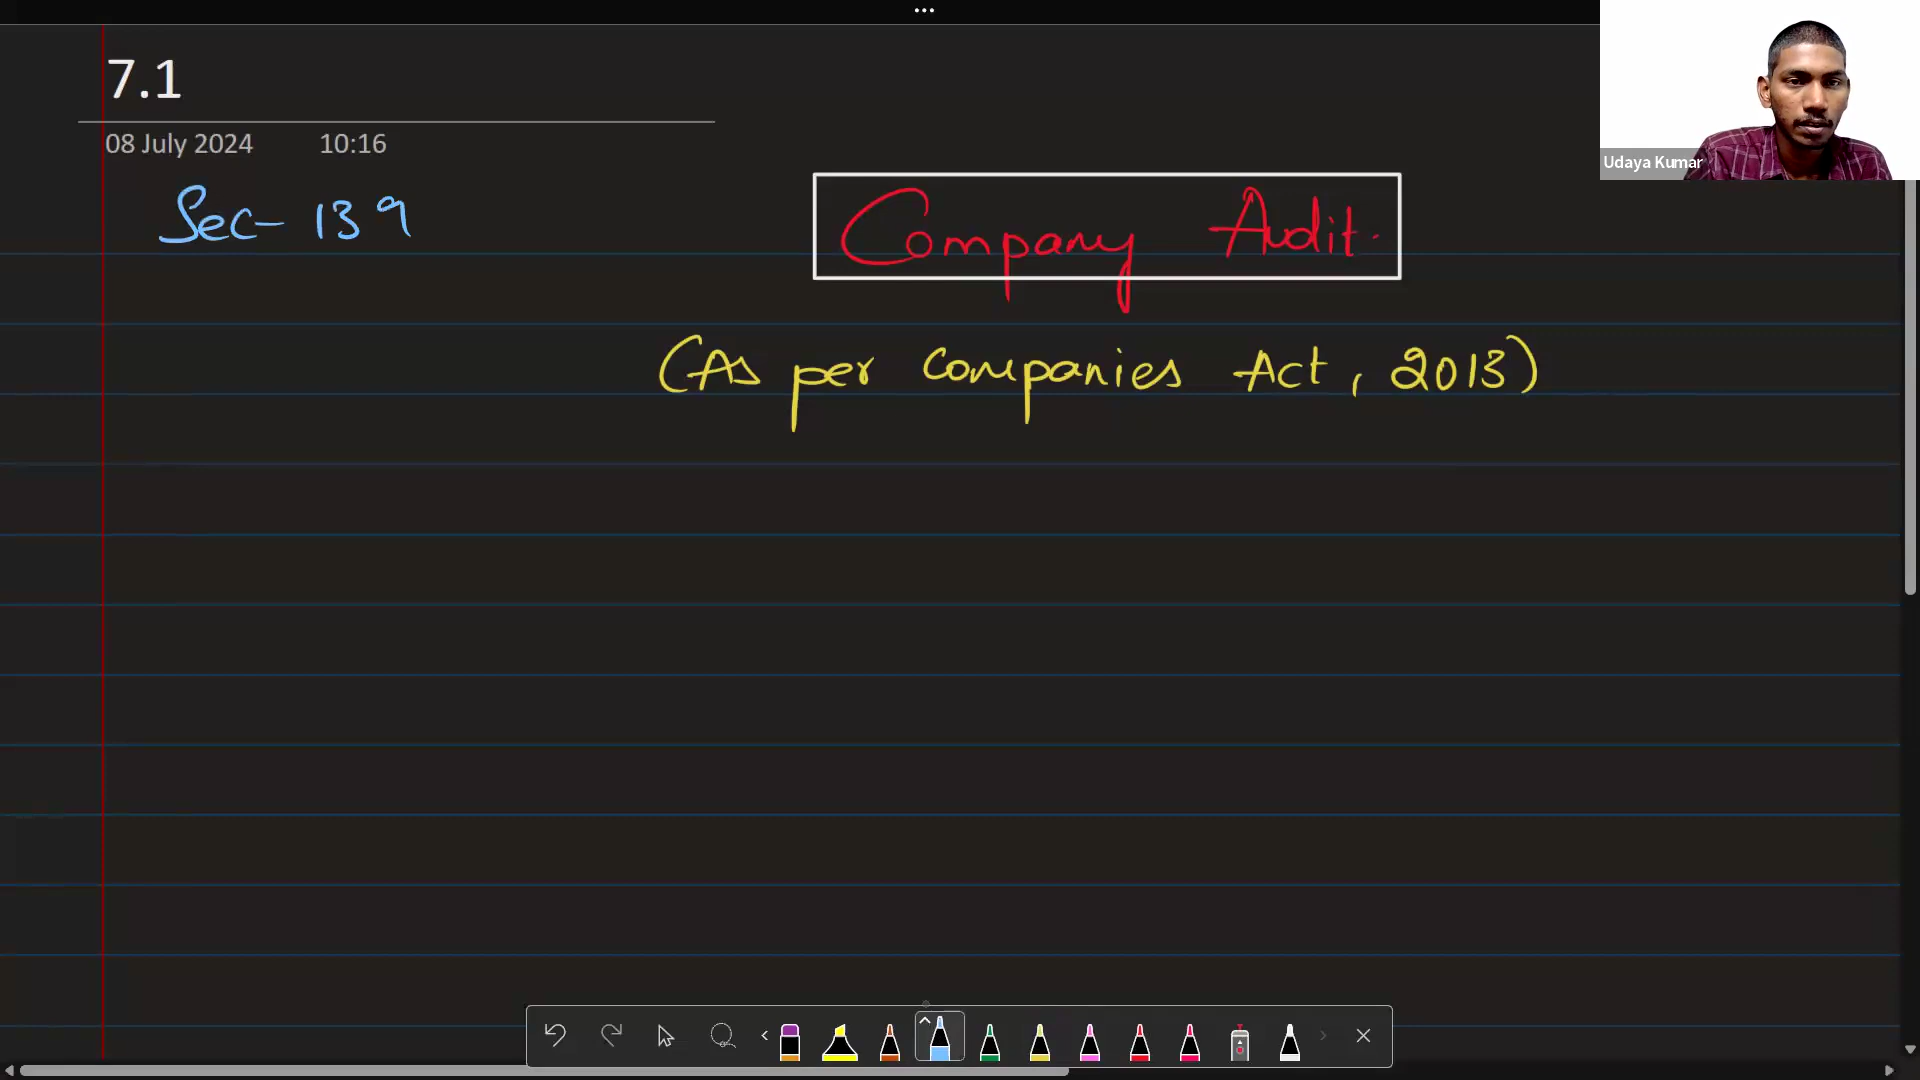 7.1
08 July 2024 10:16
Sec- 139
Company Audit.
(As per Companies Act, 2013)
Udaya Kumar